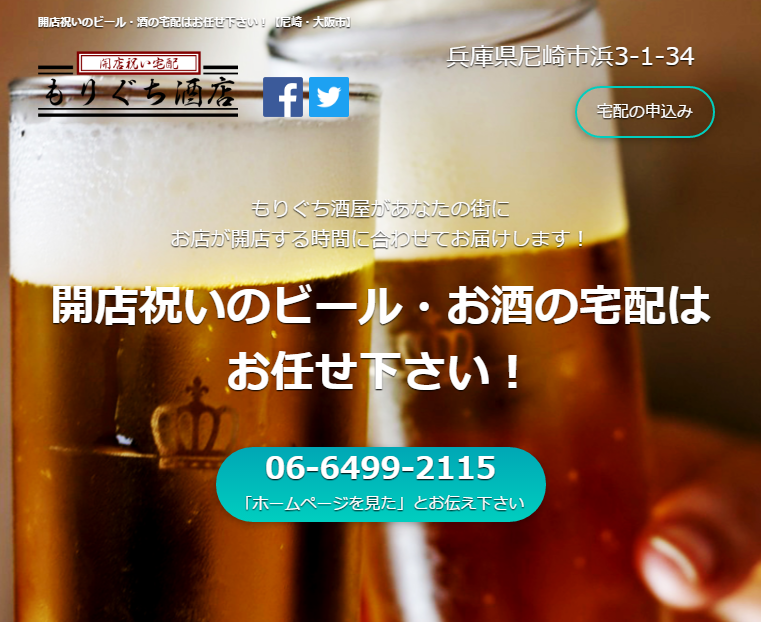 開店祝いのビール・酒の宅配はお任せ下さい！【尼崎・大阪市】
開店祝い宅配
もりぐち酒店
兵庫県尼崎市浜3-1-34
宅配の申込み
もりぐち酒屋があなたの街に
お店が開店する時間に合わせてお届けします！
開店祝いのビール・お酒の宅配は
お任せ下さい！
06-6499-2115
「ホームページを見た」とお伝え下さい